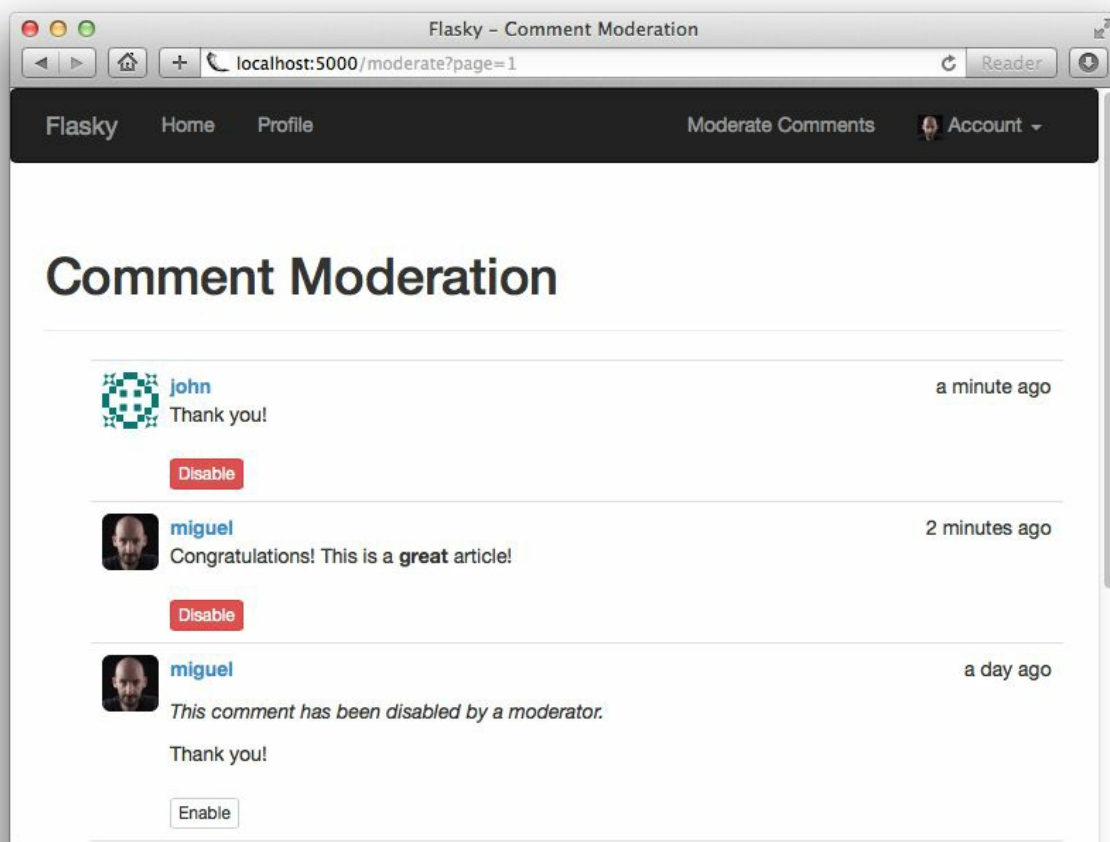 Flasky – Comment Moderation
localhost:5000/moderate?page=1 Reader
Flasky Home Profile Moderate Comments Account
Comment Moderation
john a minute ago
Thank you!
Disable
miguel 2 minutes ago
Congratulations! This is a great article!
Disable
miguel a day ago
This comment has been disabled by a moderator.
Thank you!
Enable